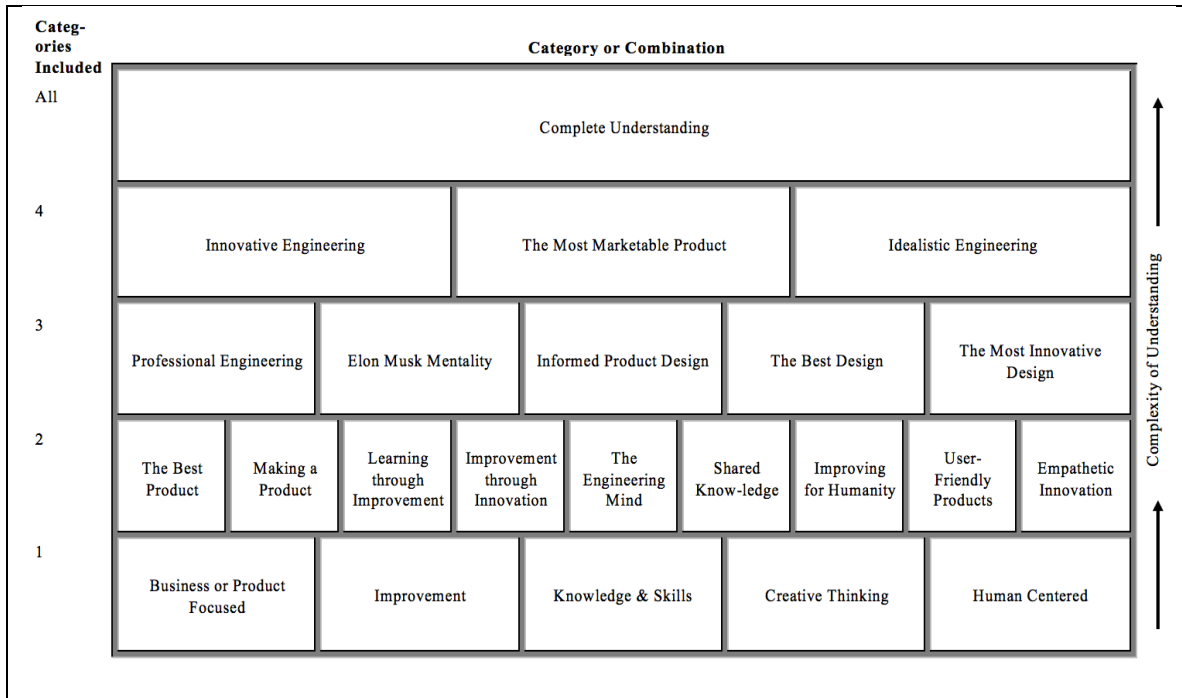 Categ-
ories
Included
Category or Combination
All
Complete Understanding
4
Innovative Engineering
The Most Marketable Product
Idealistic Engineering
3
Professional Engineering
Elon Musk Mentality
Informed Product Design
The Best Design
The Most Innovative
Design
2
The Best
Product
Making a
Product
Learning
through
Improvement
Improvement
through
Innovation
The
Engineering
Mind
Shared
Know-ledge
Improving
for Humanity
User-
Friendly
Products
Empathetic
Innovation
1
Business or Product
Focused
Improvement
Knowledge & Skills
Creative Thinking
Human Centered
Complexity of Understanding